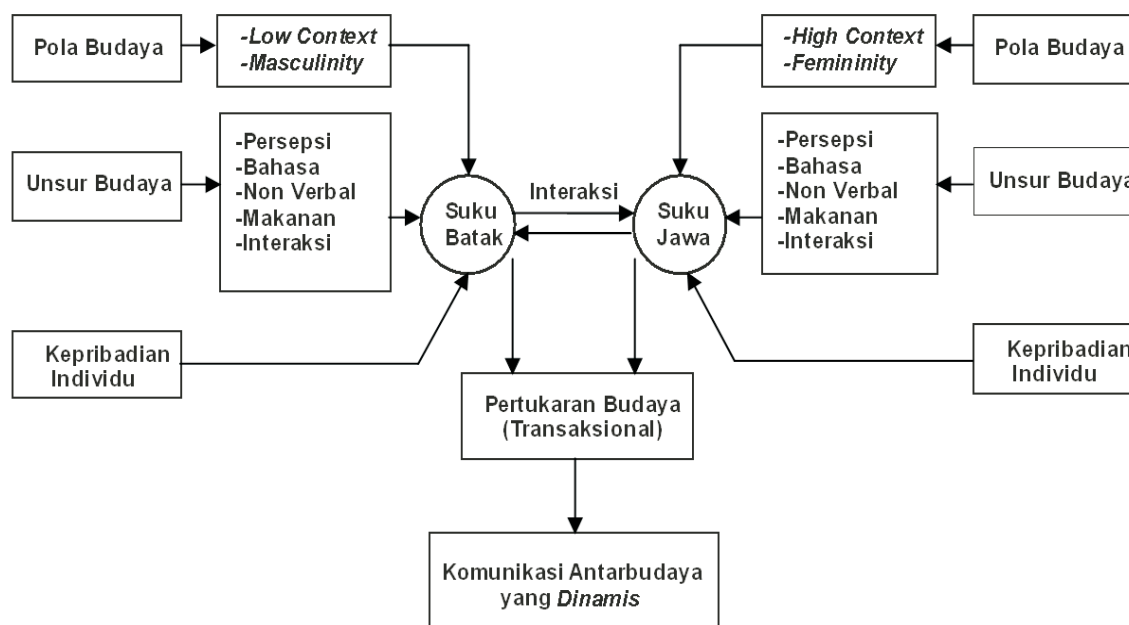 Pola Budaya
-Low Context
-Masculinity
-High Context
-Femininity
Pola Budaya
Unsur Budaya
-Persepsi
-Bahasa
-Non Verbal
-Makanan
-Interaksi
Suku
Batak
Interaksi
Suku
Jawa
-Persepsi
-Bahasa
-Non Verbal
-Makanan
-Interaksi
Unsur Budaya
Kepribadian
Individu
Kepribadian
Individu
Pertukaran Budaya
(Transaksional)
Komunikasi Antarbudaya
yang Dinamis